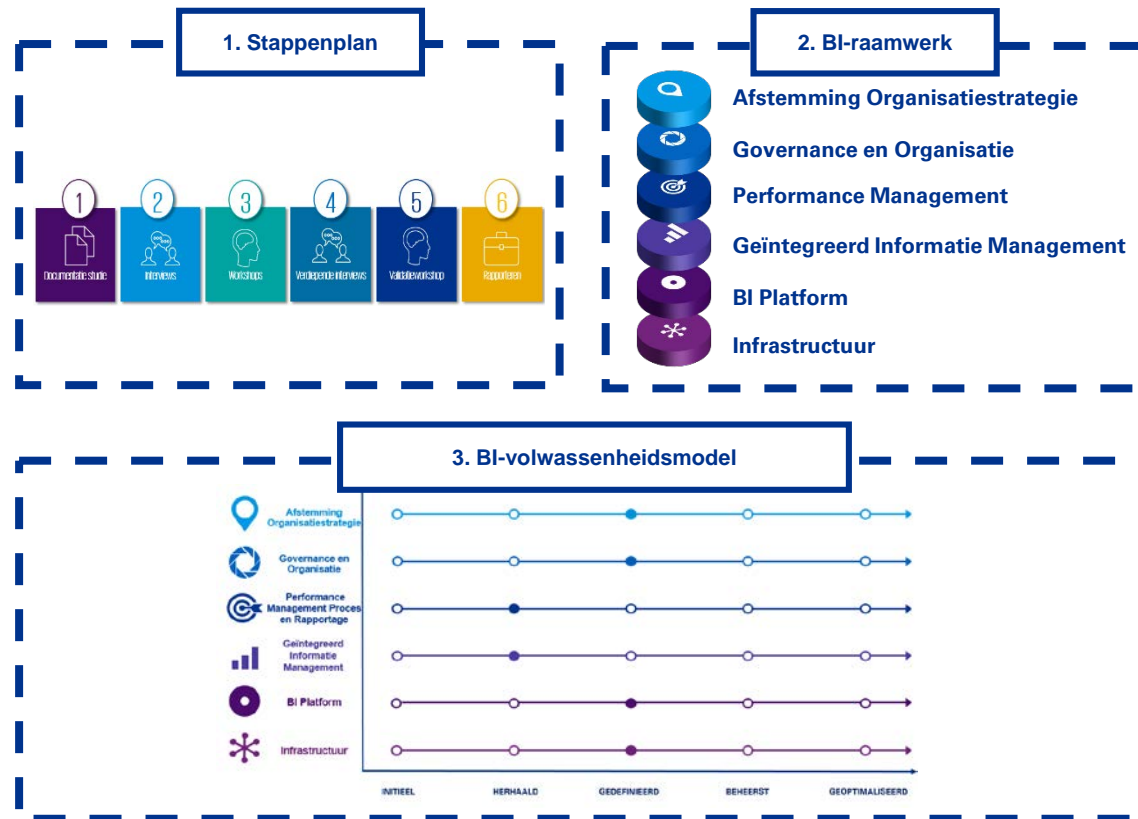 1. Stappenplan
1
2
3
4
5
6
Documentatie studie
Interviews
Workshops
Verdiepende interviews
Validatieworkshop
Rapporteren
2. BI-raamwerk
Afstemming Organisatiestrategie
Governance en Organisatie
Performance Management
Geïntegreerd Informatie Management
BI Platform
Infrastructuur
3. BI-volwassenheidsmodel
Afstemming
Organisatiestrategie
Governance en
Organisatie
Performance
Management Proces
en Rapportage
Geïntegreerd
Informatie
Management
BI Platform
Infrastructuur
INITIEEL
HERHAALD
GEDEFINIEERD
BEHEERST
GEOPTIMALISEERD